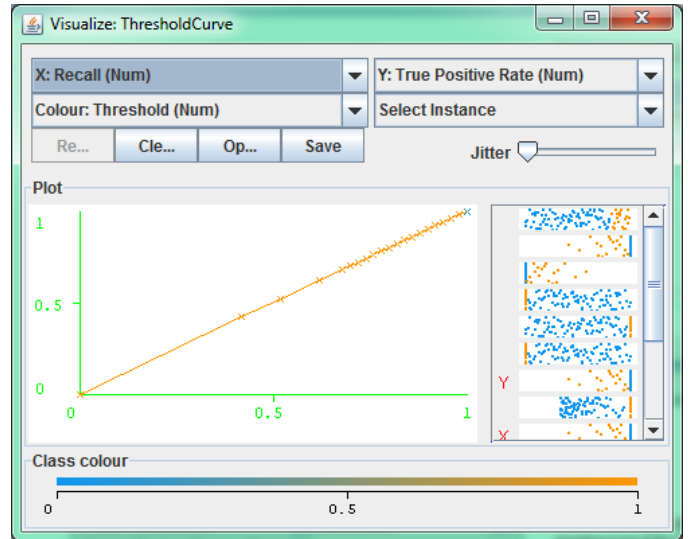 Visualize: ThresholdCurve
X: Recall (Num)
Y: True Positive Rate (Num)
Colour: Threshold (Num)
Select Instance
Re...
Cle...
Op...
Save
Jitter
Plot
1
0.5
0
0
0.5
1
Y
X
Class colour
0
0.5
1